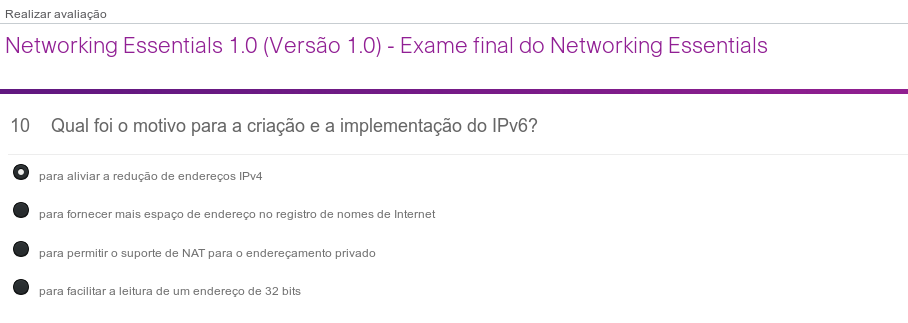 Realizar avaliação
Networking Essentials 1.0 (Versão 1.0) - Exame final do Networking Essentials
10 Qual foi o motivo para a criação e a implementação do IPv6?
para aliviar a redução de endereços IPv4
para fornecer mais espaço de endereço no registro de nomes de Internet
para permitir o suporte de NAT para o endereçamento privado
para facilitar a leitura de um endereço de 32 bits